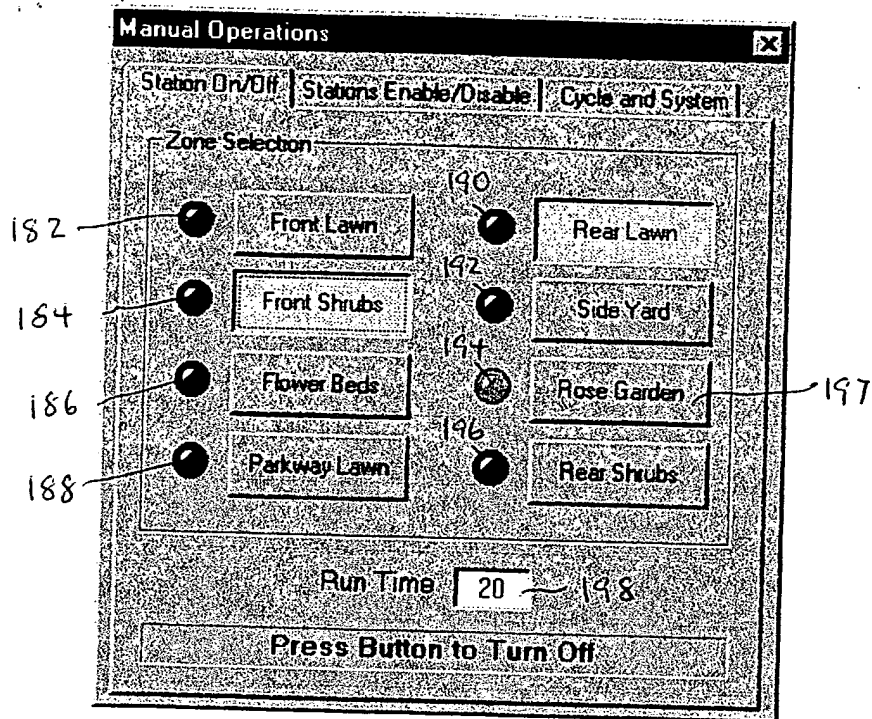 Manual Operations
Station On/Off Stations Enable/Disable Cycle and System
Zone Selection
182 Front Lawn 190 Rear Lawn
184 Front Shrubs 192 Side Yard
186 Flower Beds 194 Rose Garden 197
188 Parkway Lawn 196 Rear Shrubs
Run Time 20 198
Press Button to Turn Off